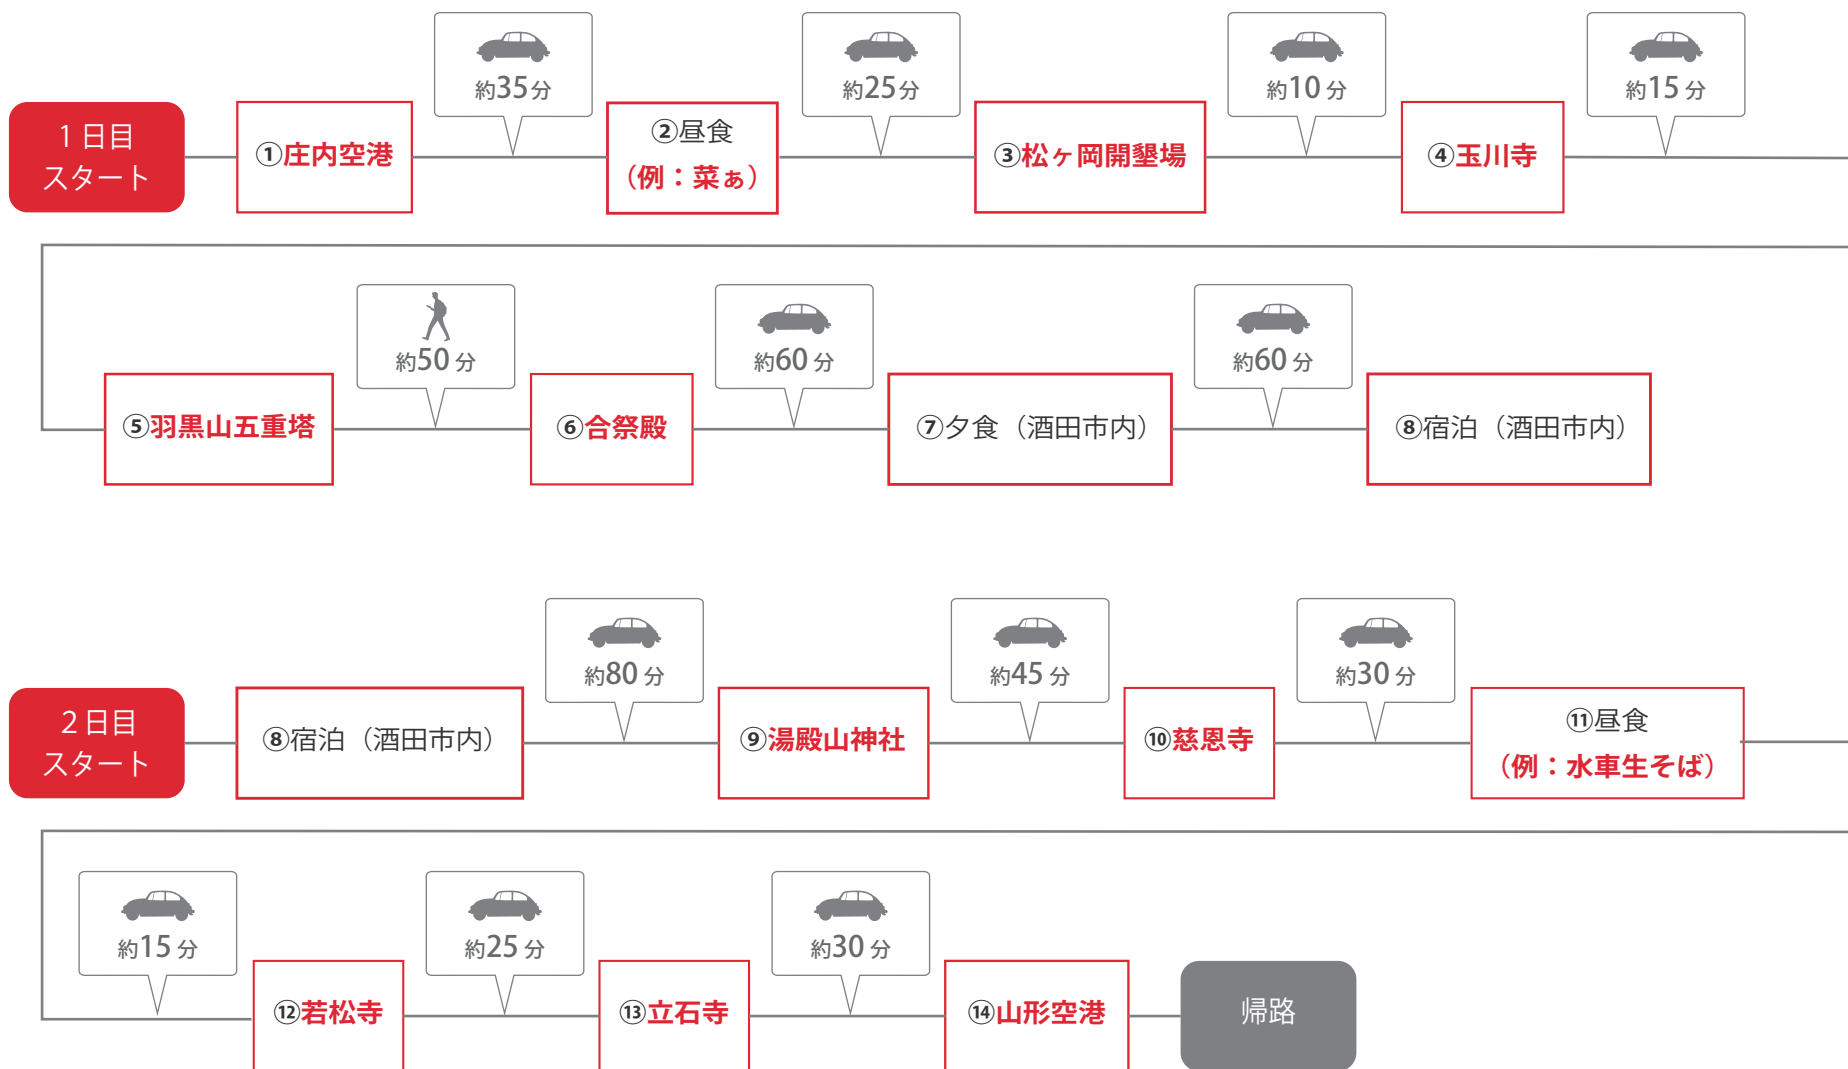 1日目
スタート
①庄内空港
約35分
②昼食
（例：菜ぁ）
約25分
③松ヶ岡開墾場
約10分
④玉川寺
約15分
⑤羽黒山五重塔
約50分
⑥合祭殿
約60分
⑦夕食（酒田市内）
約60分
⑧宿泊（酒田市内）
2日目
スタート
⑧宿泊（酒田市内）
約80分
⑨湯殿山神社
約45分
⑩慈恩寺
約30分
⑪昼食
（例：水車生そば）
約15分
⑫若松寺
約25分
⑬立石寺
約30分
⑭山形空港
帰路